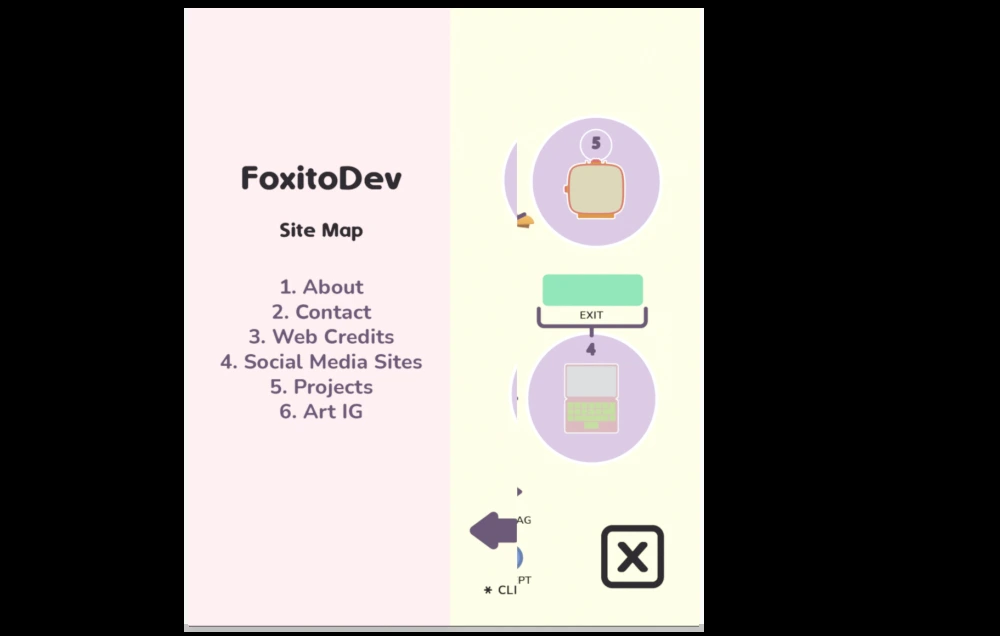 FoxitoDev
Site Map
1. About
2. Contact
3. Web Credits
4. Social Media Sites
5. Projects
6. Art IG
5
EXIT
4
AG
PT
* CLI
X